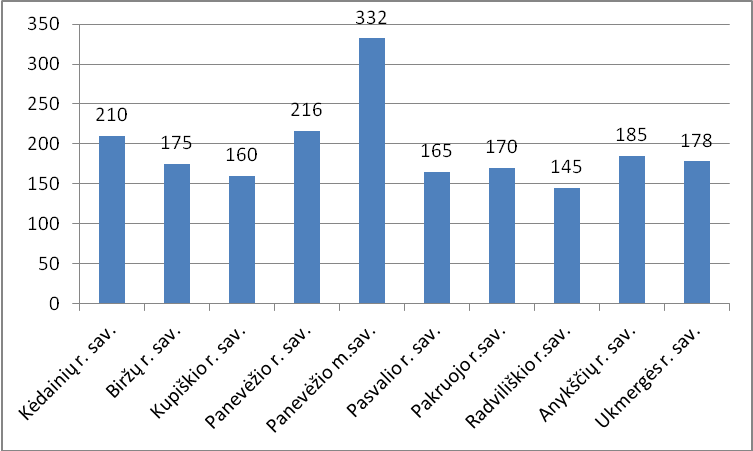 350
300
250
200
150
100
50
0
210
175
160
216
332
165
170
145
185
178
Kėdainių r. sav.
Biržų r. sav.
Kupiškio r. sav.
Panevėžio r. sav.
Panevėžio m.sav.
Pasvalio r. sav.
Pakruojo r.sav.
Radviliškio r.sav.
Anykščių r. sav.
Ukmergės r. sav.